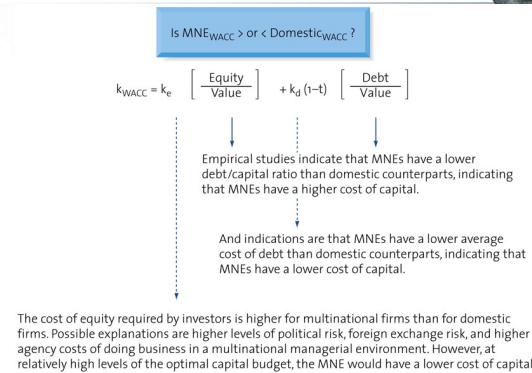 Is MNE_WACC > or < Domestic_WACC ?
k_WACC = k_e [ Equity / Value ] + k_d (1–t) [ Debt / Value ]
Empirical studies indicate that MNEs have a lower
debt/capital ratio than domestic counterparts, indicating
that MNEs have a higher cost of capital.
And indications are that MNEs have a lower average
cost of debt than domestic counterparts, indicating that
MNEs have a lower cost of capital.
The cost of equity required by investors is higher for multinational firms than for domestic
firms. Possible explanations are higher levels of political risk, foreign exchange risk, and higher
agency costs of doing business in a multinational managerial environment. However, at
relatively high levels of the optimal capital budget, the MNE would have a lower cost of capital